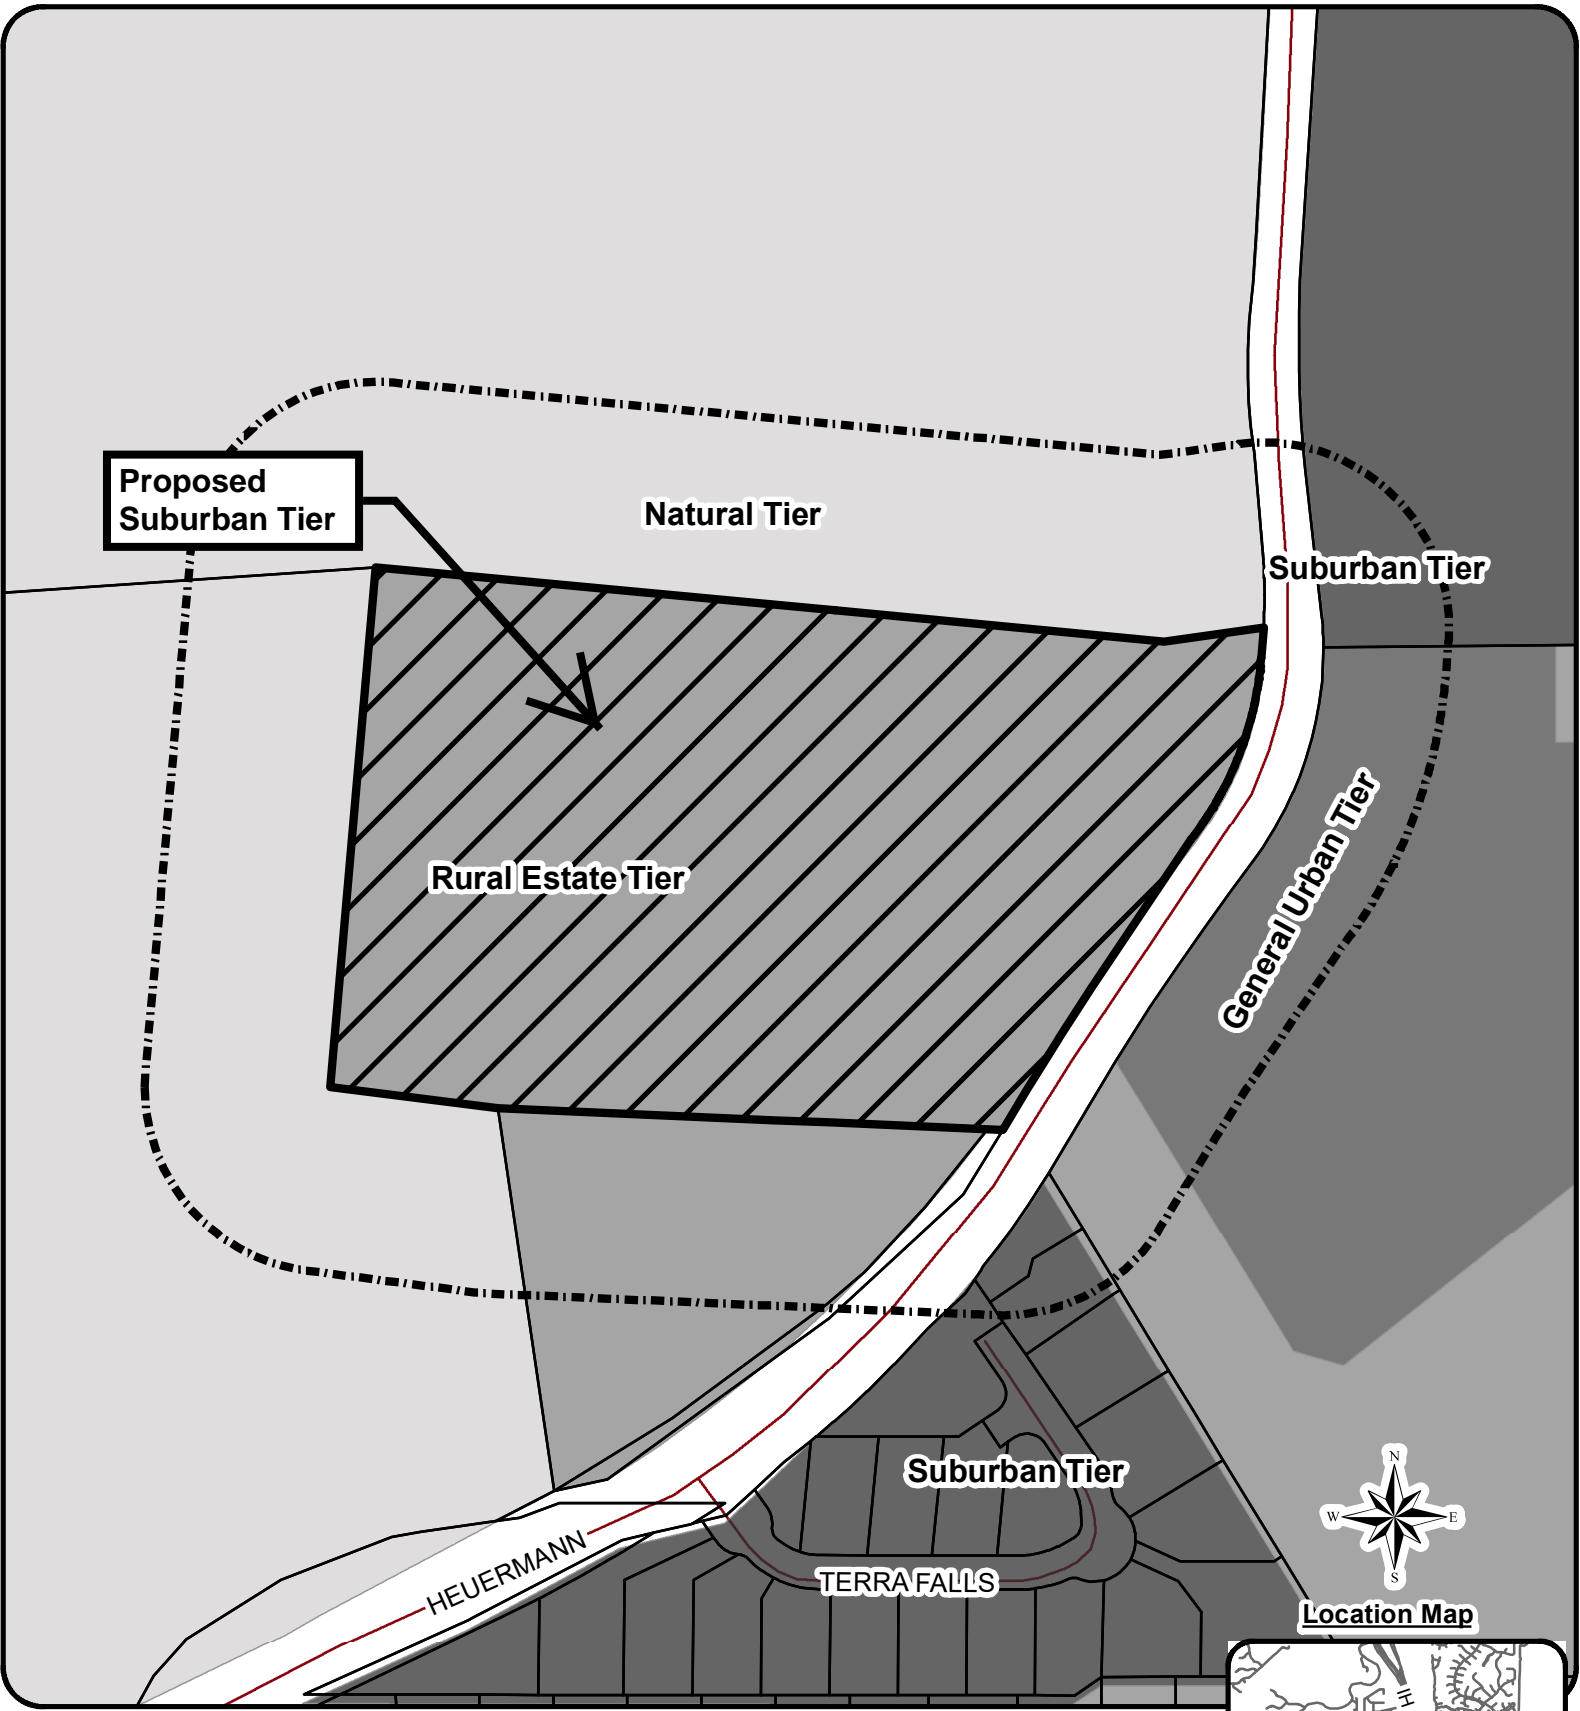 Proposed
Suburban Tier
Natural Tier
Suburban Tier
Rural Estate Tier
General Urban Tier
Suburban Tier
HEUERMANN
TERRA FALLS
N
W
E
S
Location Map
IH